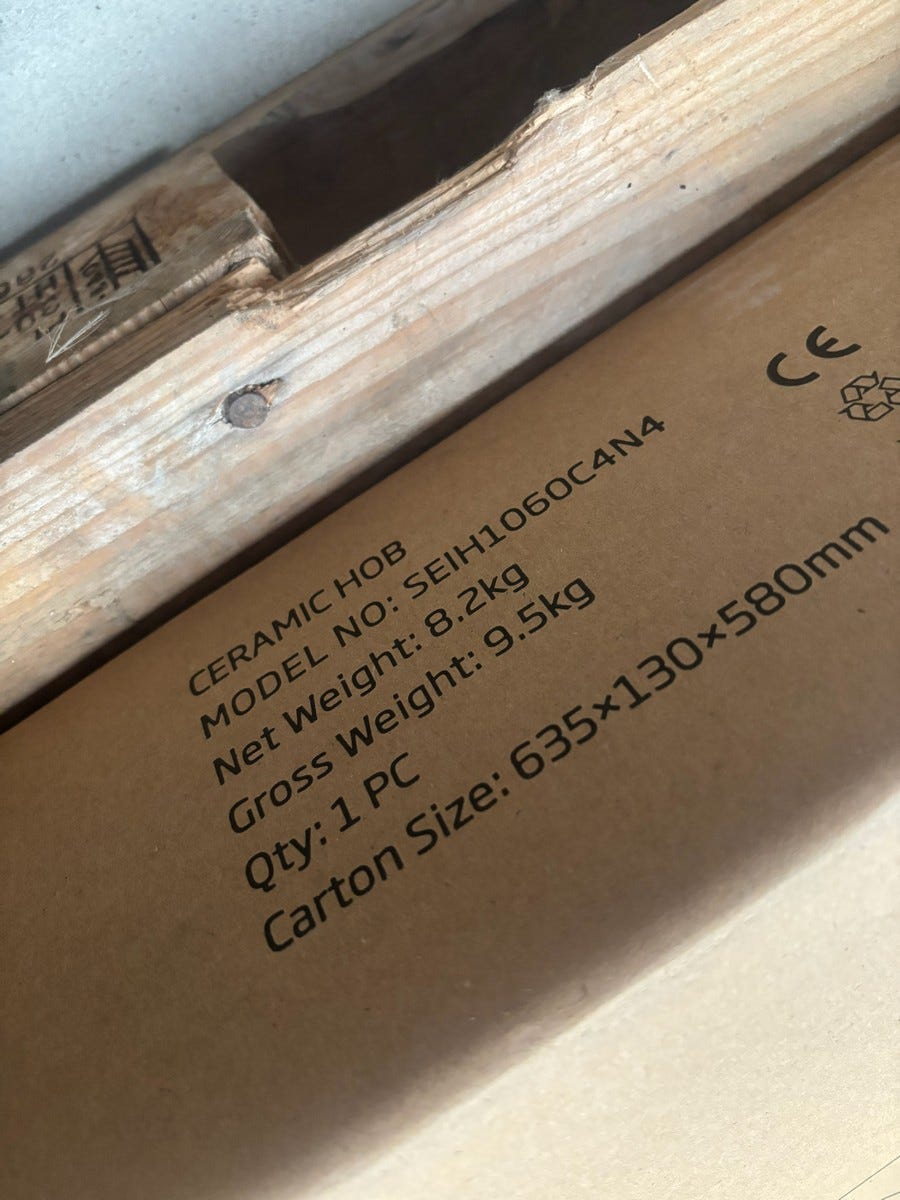 CE
CERAMIC HOB
MODEL NO: SEIH1060C4N4
Net Weight: 8.2kg
Gross Weight: 9.5kg
Qty: 1 PC
Carton Size: 635×130×580mm